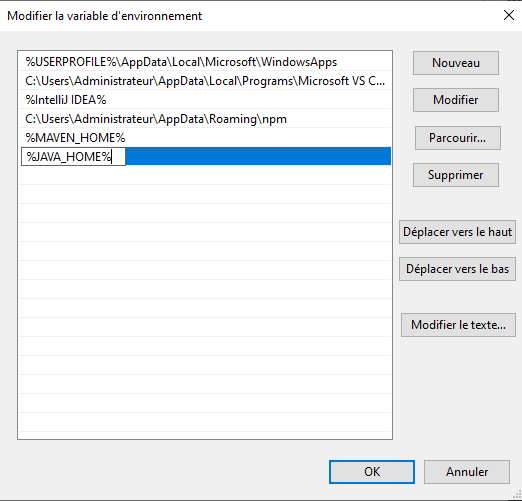 Modifier la variable d'environnement
%USERPROFILE%\AppData\Local\Microsoft\WindowsApps
C:\Users\Administrateur\AppData\Local\Programs\Microsoft VS C...
%IntelliJ IDEA%
C:\Users\Administrateur\AppData\Roaming\npm
%MAVEN_HOME%
%JAVA_HOME%
Nouveau
Modifier
Parcourir...
Supprimer
Déplacer vers le haut
Déplacer vers le bas
Modifier le texte...
OK
Annuler